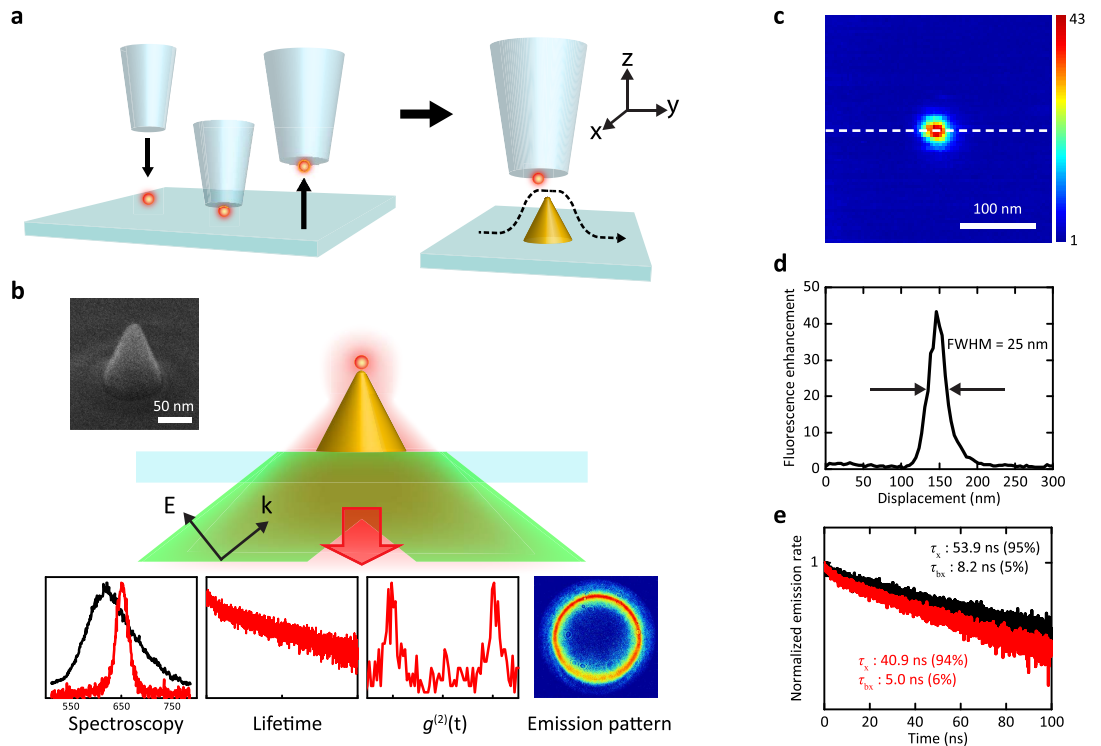 a
z
y
x
b
50 nm
E
k
550 650 750
Spectroscopy
Lifetime
g(2)(t)
Emission pattern
c
43
1
100 nm
d
50
40
30
20
10
0
0 50 100 150 200 250 300
Fluorescence enhancement
FWHM = 25 nm
Displacement (nm)
e
Normalized emission rate
1
τx : 53.9 ns (95%)
τbx : 8.2 ns (5%)
τx : 40.9 ns (94%)
τbx : 5.0 ns (6%)
0 20 40 60 80 100
Time (ns)